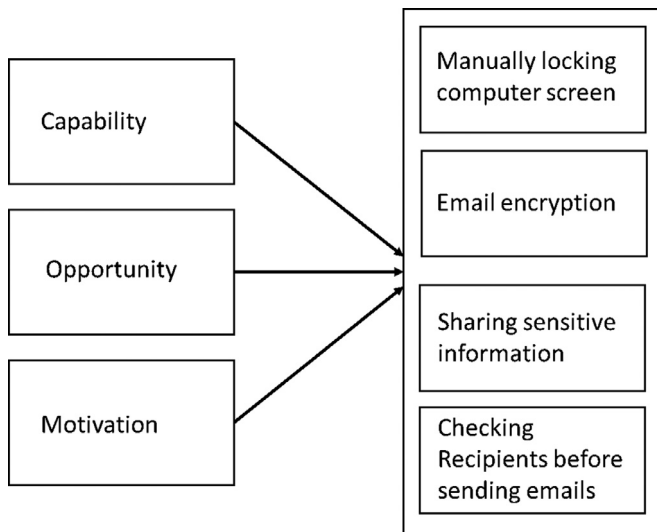 Capability
Opportunity
Motivation
Manually locking
computer screen
Email encryption
Sharing sensitive
information
Checking
Recipients before
sending emails